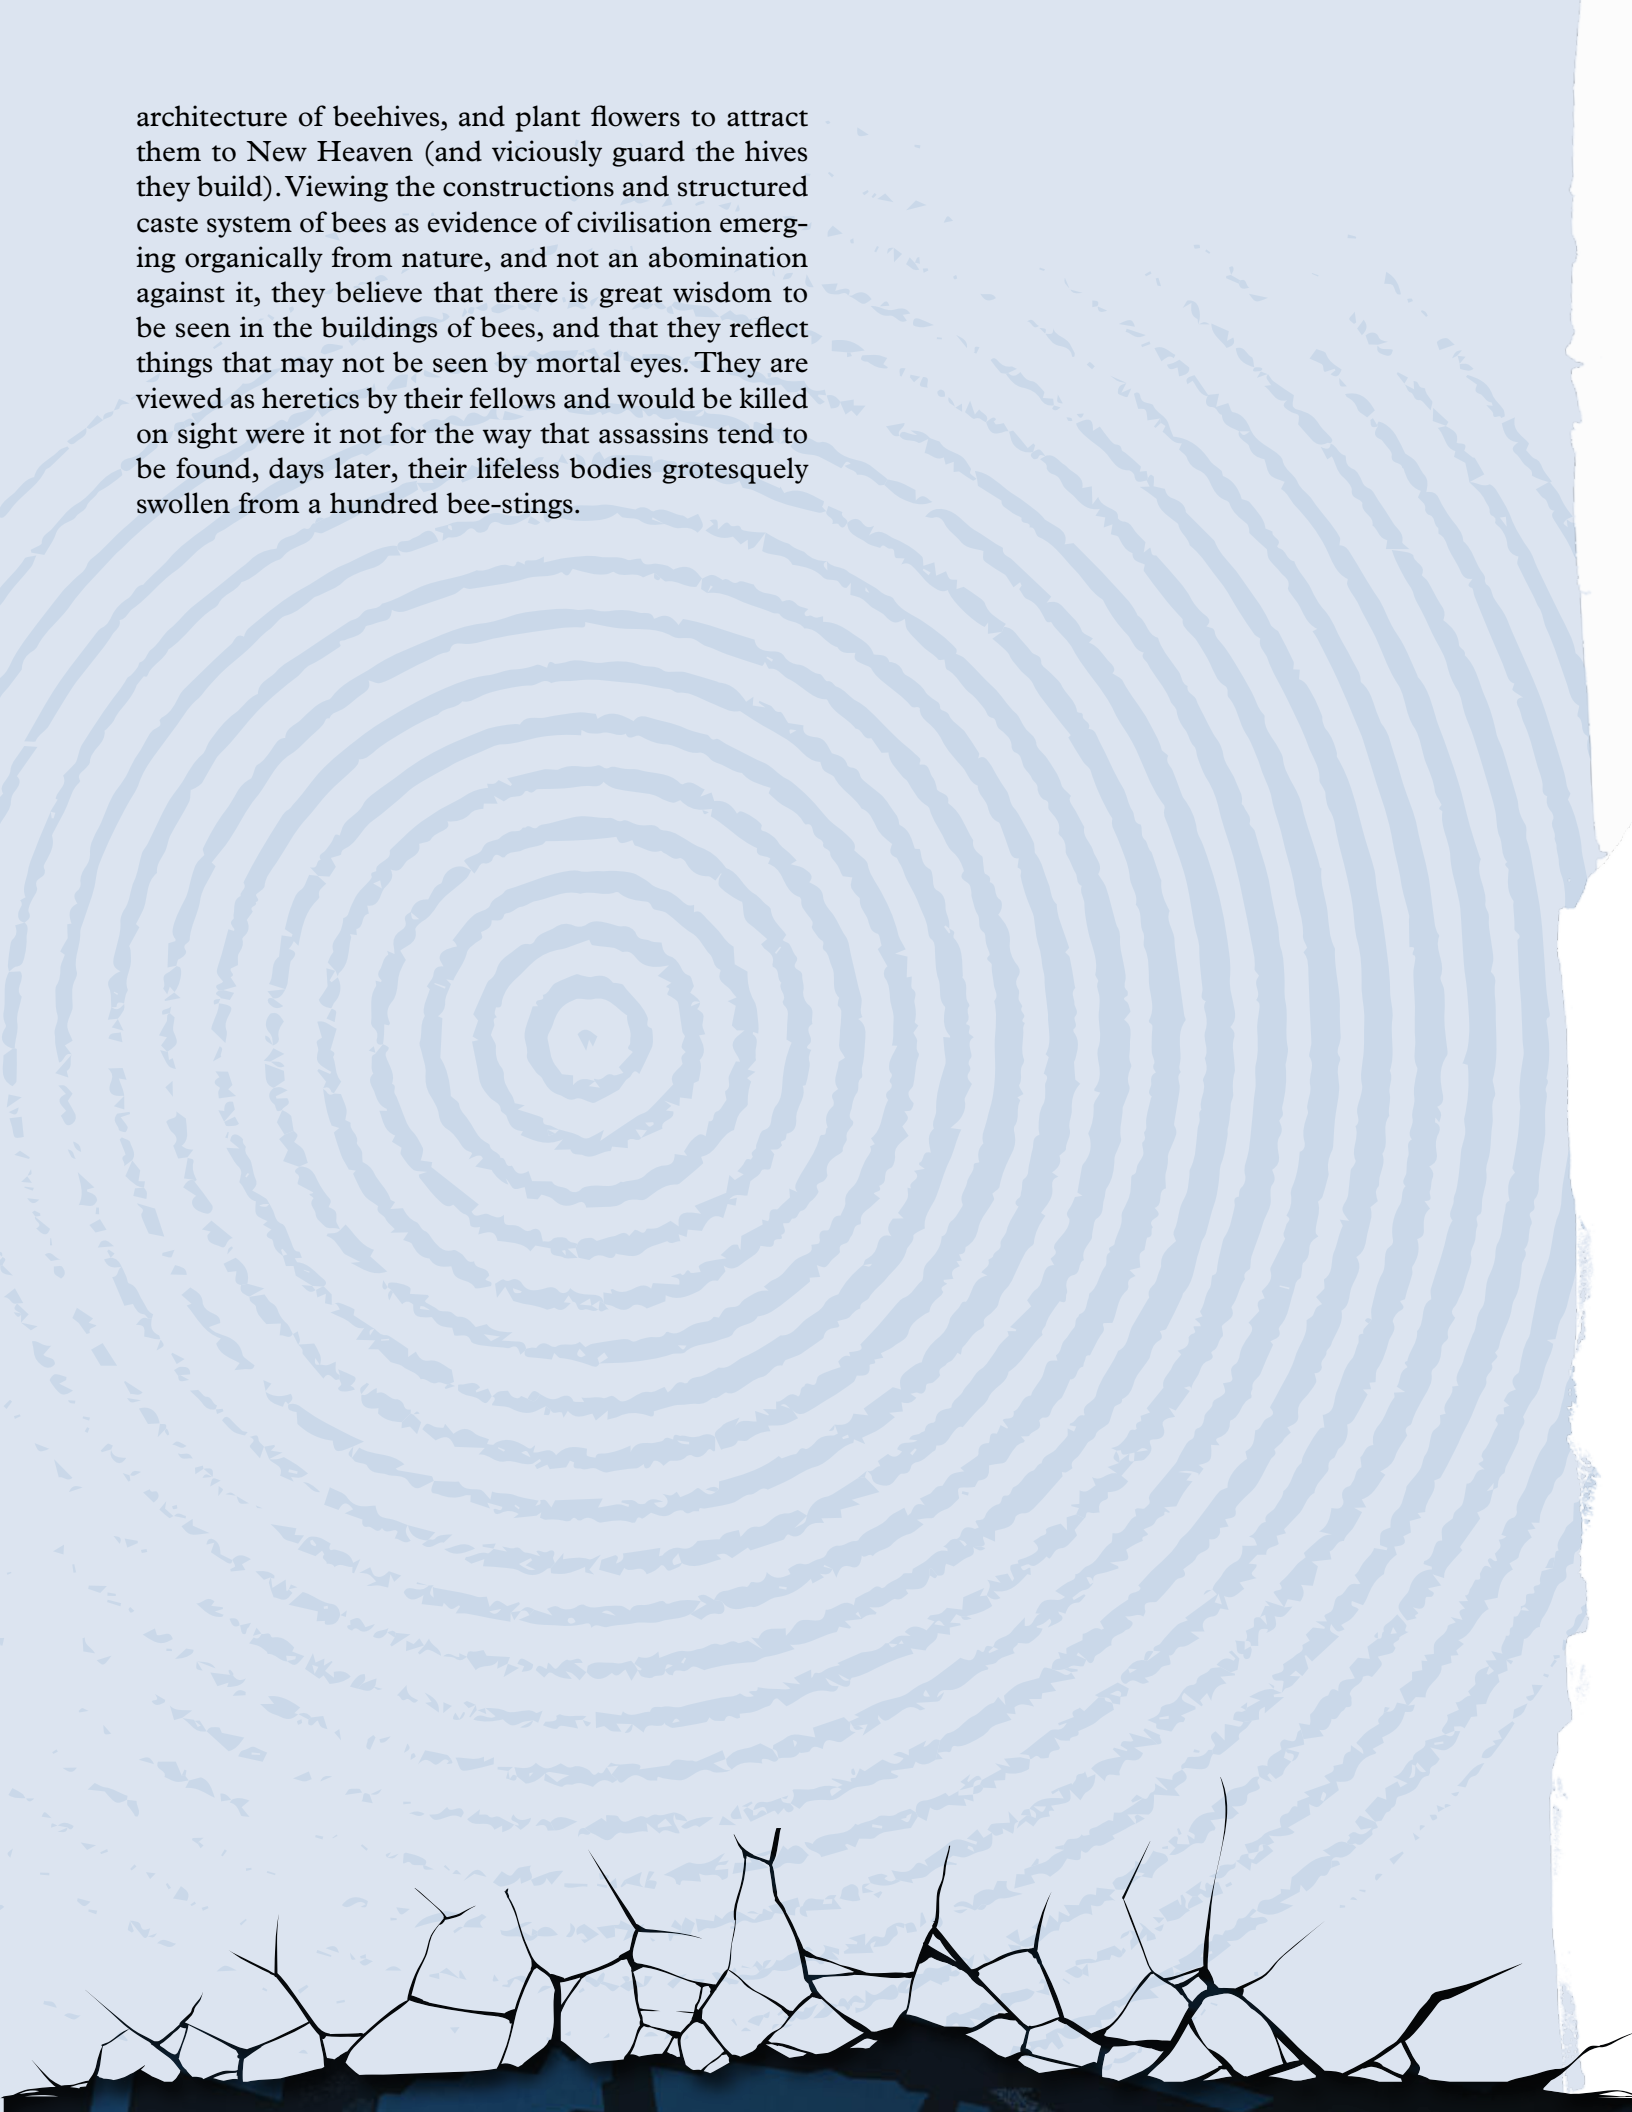 architecture of beehives, and plant flowers to attract
them to New Heaven (and viciously guard the hives
they build). Viewing the constructions and structured
caste system of bees as evidence of civilisation emerg-
ing organically from nature, and not an abomination
against it, they believe that there is great wisdom to
be seen in the buildings of bees, and that they reflect
things that may not be seen by mortal eyes. They are
viewed as heretics by their fellows and would be killed
on sight were it not for the way that assassins tend to
be found, days later, their lifeless bodies grotesquely
swollen from a hundred bee-stings.